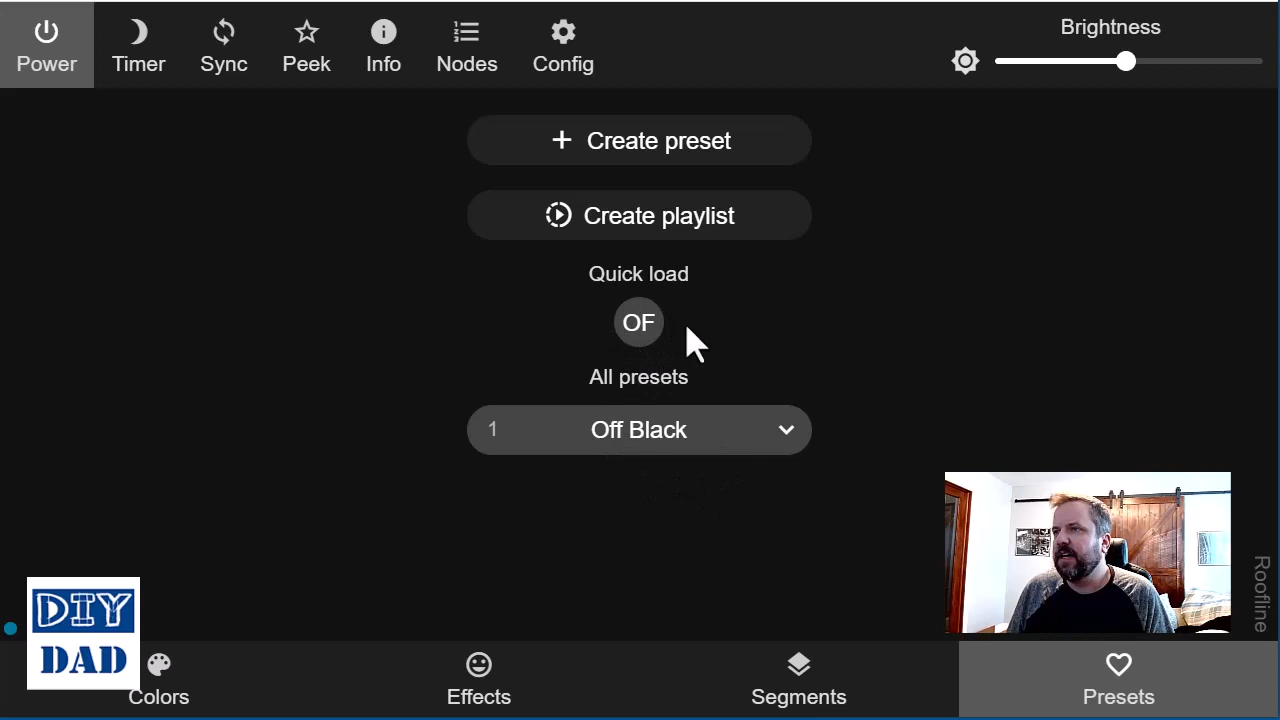 Power
Timer
Sync
Peek
Info
Nodes
Config
Brightness
Create preset
Create playlist
Quick load
OF
All presets
1 Off Black
Roofline
DIY
DAD
Colors
Effects
Segments
Presets